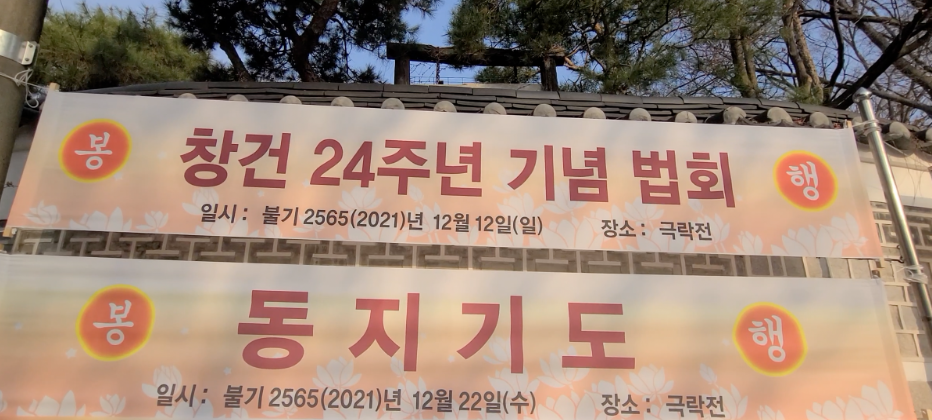 봉 창건 24주년 기념 법회 행
일시 : 불기 2565(2021)년 12월 12일(일) 장소 : 극락전
봉 동지기도 행
일시 : 불기 2565(2021)년 12월 22일(수) 장소 : 극락전